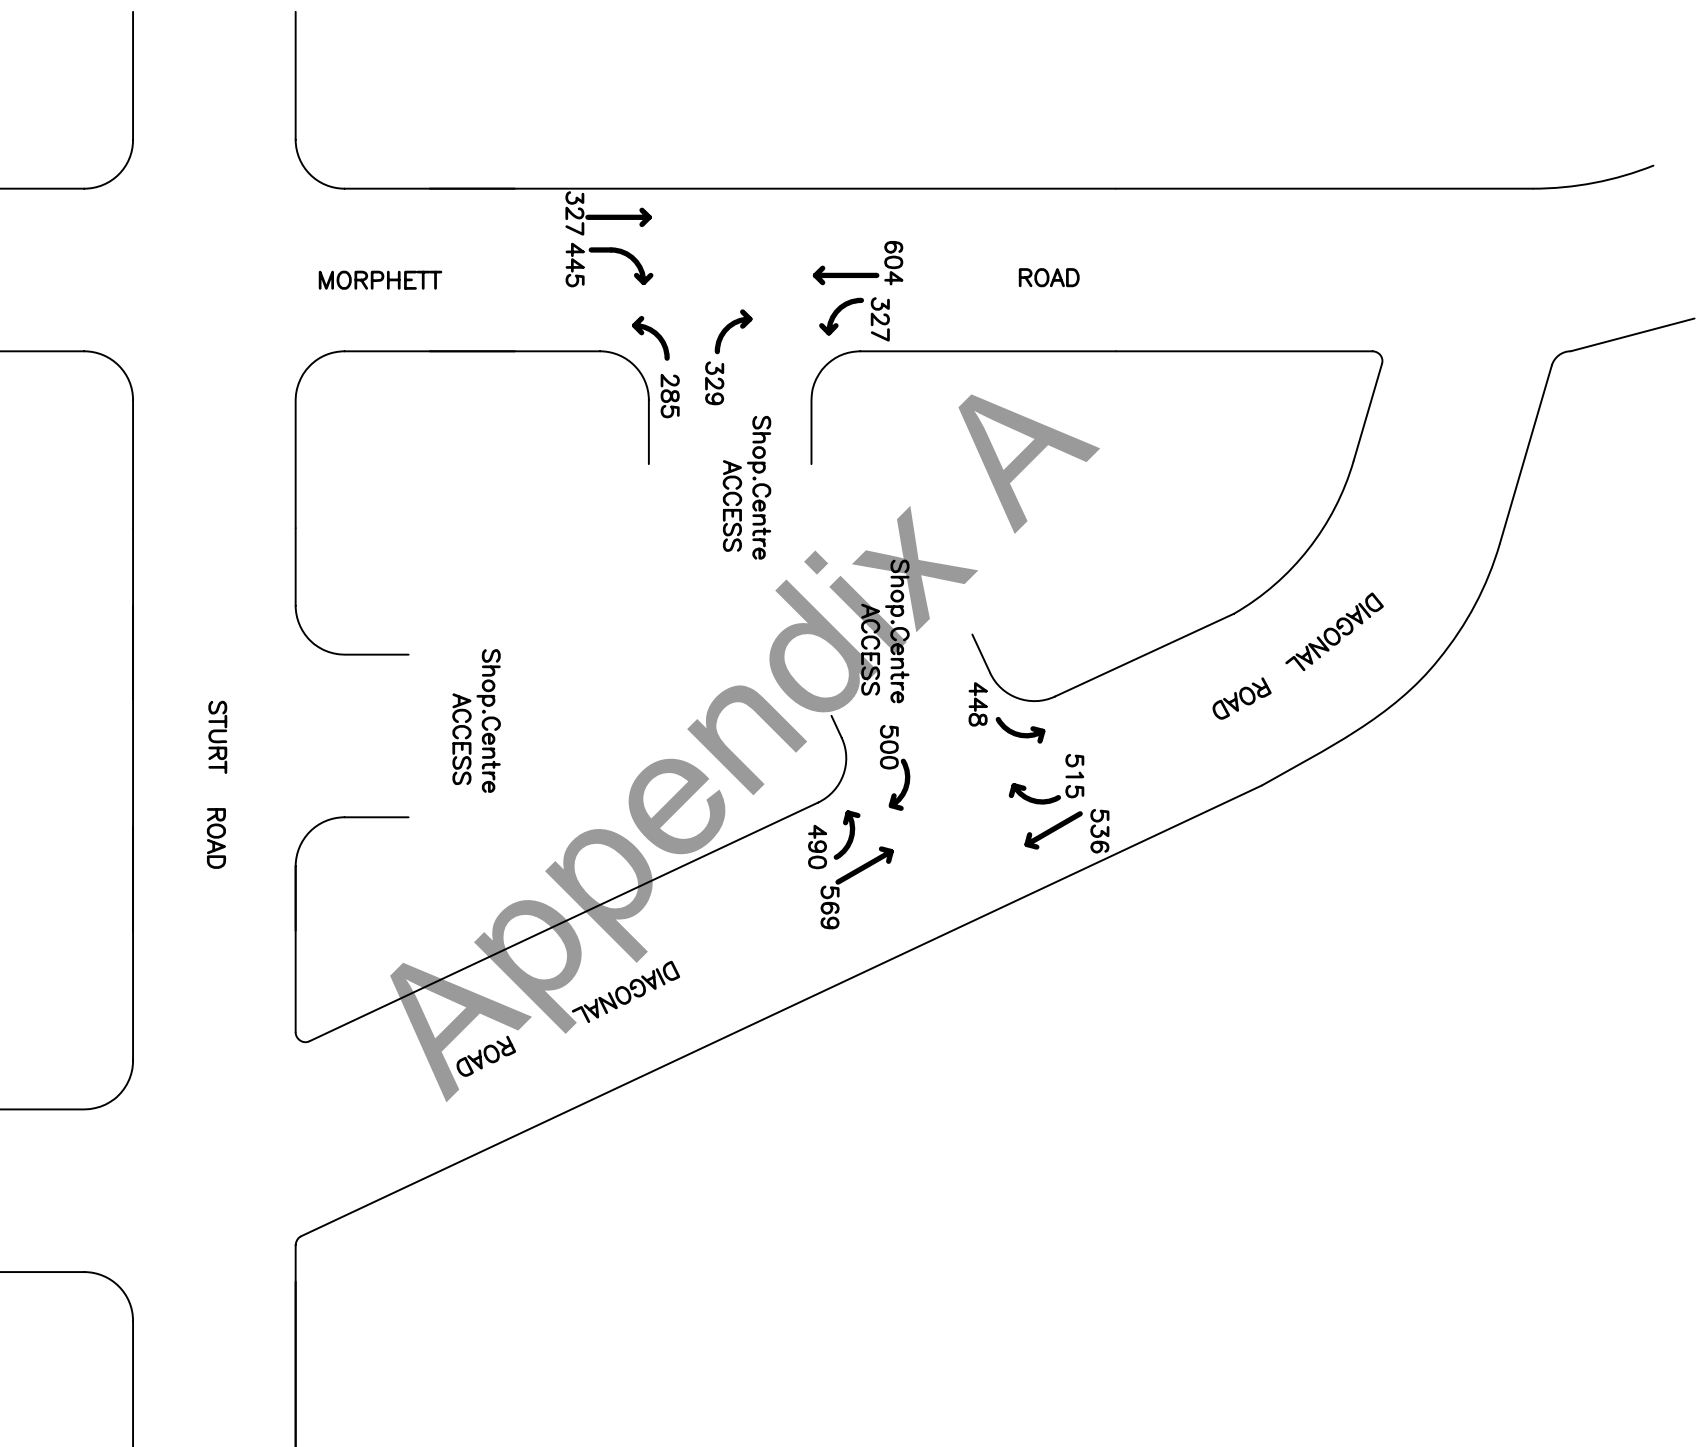 327
445
604
327
MORPHETT
ROAD
285
329
Shop.Centre
ACCESS
Shop.Centre
ACCESS
Shop.Centre
ACCESS
DIAGONAL
ROAD
448
515
536
500
490
569
STURT
ROAD
DIAGONAL
ROAD
Appendix A